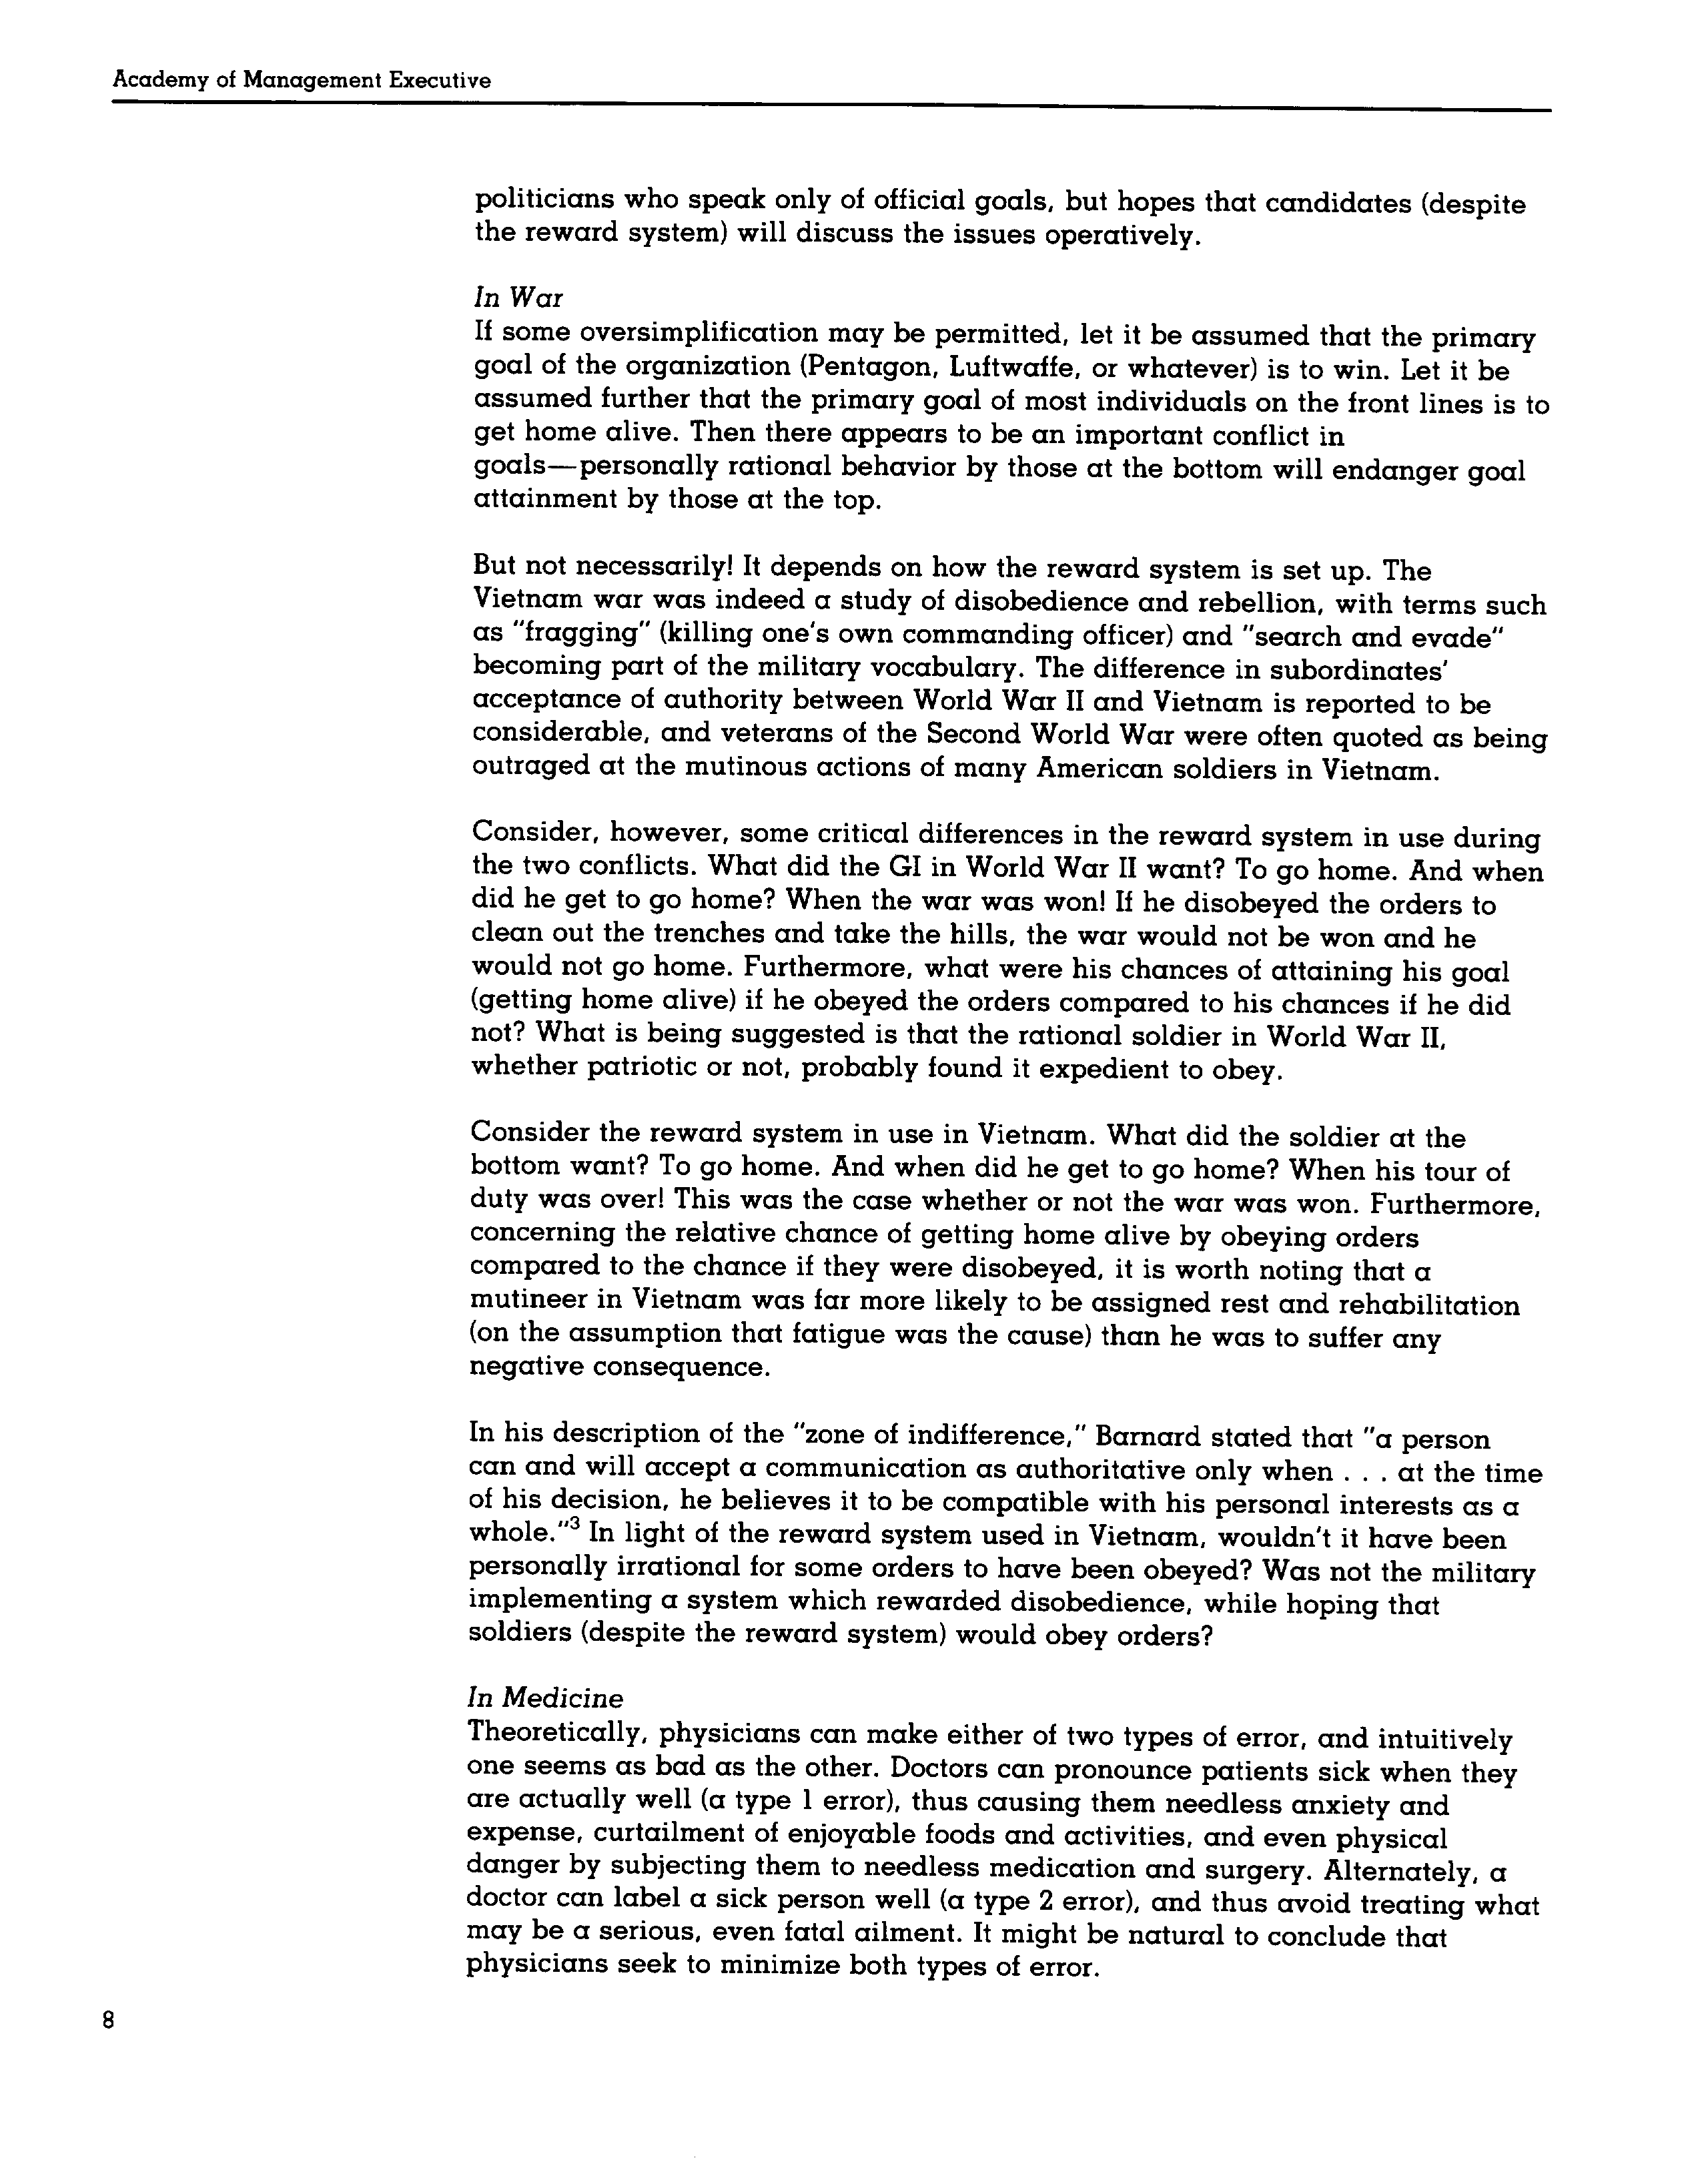 Academy of Management Executive
politicians who speak only of official goals, but hopes that candidates (despite
the reward system) will discuss the issues operatively.
In War
If some oversimplification may be permitted, let it be assumed that the primary
goal of the organization (Pentagon, Luftwaffe, or whatever) is to win. Let it be
assumed further that the primary goal of most individuals on the front lines is to
get home alive. Then there appears to be an important conflict in
goals—personally rational behavior by those at the bottom will endanger goal
attainment by those at the top.
But not necessarily! It depends on how the reward system is set up. The
Vietnam war was indeed a study of disobedience and rebellion, with terms such
as "fragging" (killing one's own commanding officer) and "search and evade"
becoming part of the military vocabulary. The difference in subordinates'
acceptance of authority between World War II and Vietnam is reported to be
considerable, and veterans of the Second World War were often quoted as being
outraged at the mutinous actions of many American soldiers in Vietnam.
Consider, however, some critical differences in the reward system in use during
the two conflicts. What did the GI in World War II want? To go home. And when
did he get to go home? When the war was won! If he disobeyed the orders to
clean out the trenches and take the hills, the war would not be won and he
would not go home. Furthermore, what were his chances of attaining his goal
(getting home alive) if he obeyed the orders compared to his chances if he did
not? What is being suggested is that the rational soldier in World War II,
whether patriotic or not, probably found it expedient to obey.
Consider the reward system in use in Vietnam. What did the soldier at the
bottom want? To go home. And when did he get to go home? When his tour of
duty was over! This was the case whether or not the war was won. Furthermore,
concerning the relative chance of getting home alive by obeying orders
compared to the chance if they were disobeyed, it is worth noting that a
mutineer in Vietnam was far more likely to be assigned rest and rehabilitation
(on the assumption that fatigue was the cause) than he was to suffer any
negative consequence.
In his description of the "zone of indifference," Barnard stated that "a person
can and will accept a communication as authoritative only when . . . at the time
of his decision, he believes it to be compatible with his personal interests as a
whole."3 In light of the reward system used in Vietnam, wouldn't it have been
personally irrational for some orders to have been obeyed? Was not the military
implementing a system which rewarded disobedience, while hoping that
soldiers (despite the reward system) would obey orders?
In Medicine
Theoretically, physicians can make either of two types of error, and intuitively
one seems as bad as the other. Doctors can pronounce patients sick when they
are actually well (a type 1 error), thus causing them needless anxiety and
expense, curtailment of enjoyable foods and activities, and even physical
danger by subjecting them to needless medication and surgery. Alternately, a
doctor can label a sick person well (a type 2 error), and thus avoid treating what
may be a serious, even fatal ailment. It might be natural to conclude that
physicians seek to minimize both types of error.
8